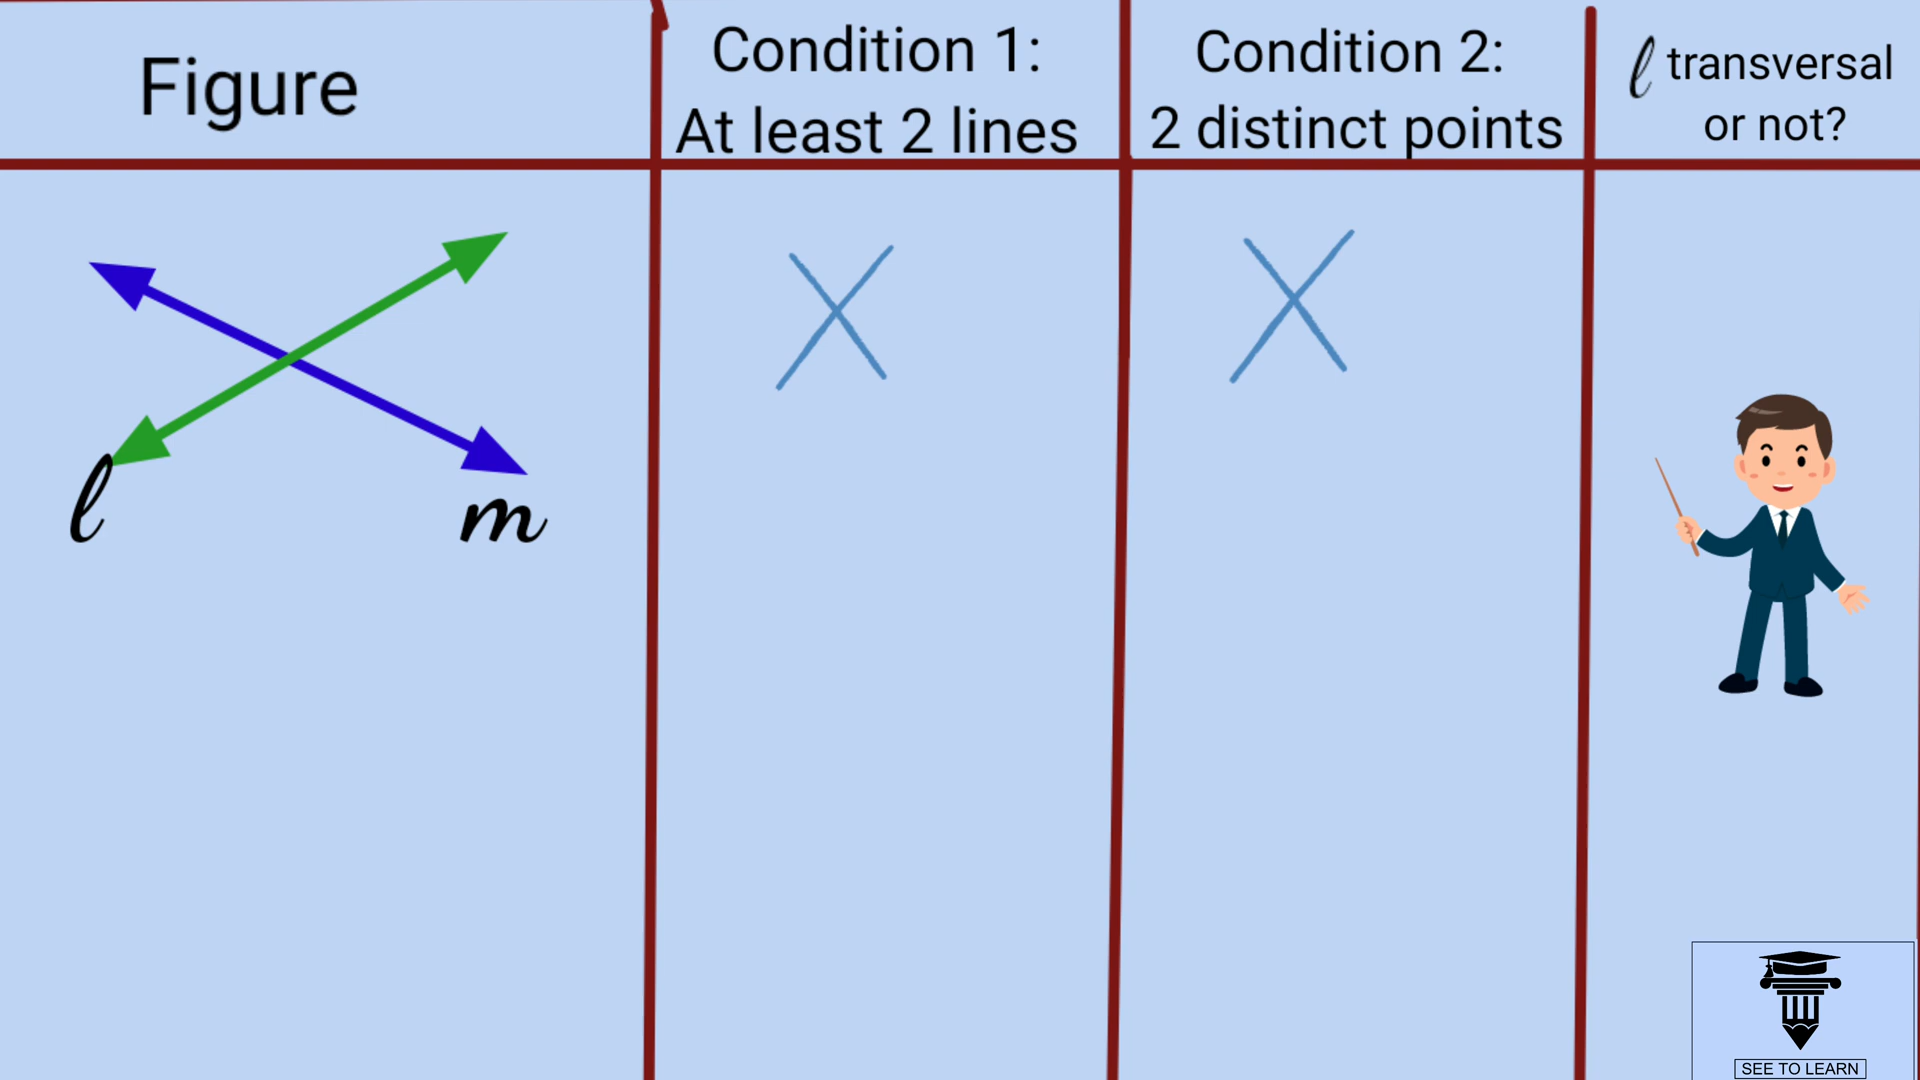 Figure
Condition 1:
At least 2 lines
Condition 2:
2 distinct points
ℓ transversal
or not?
ℓ
m
SEE TO LEARN